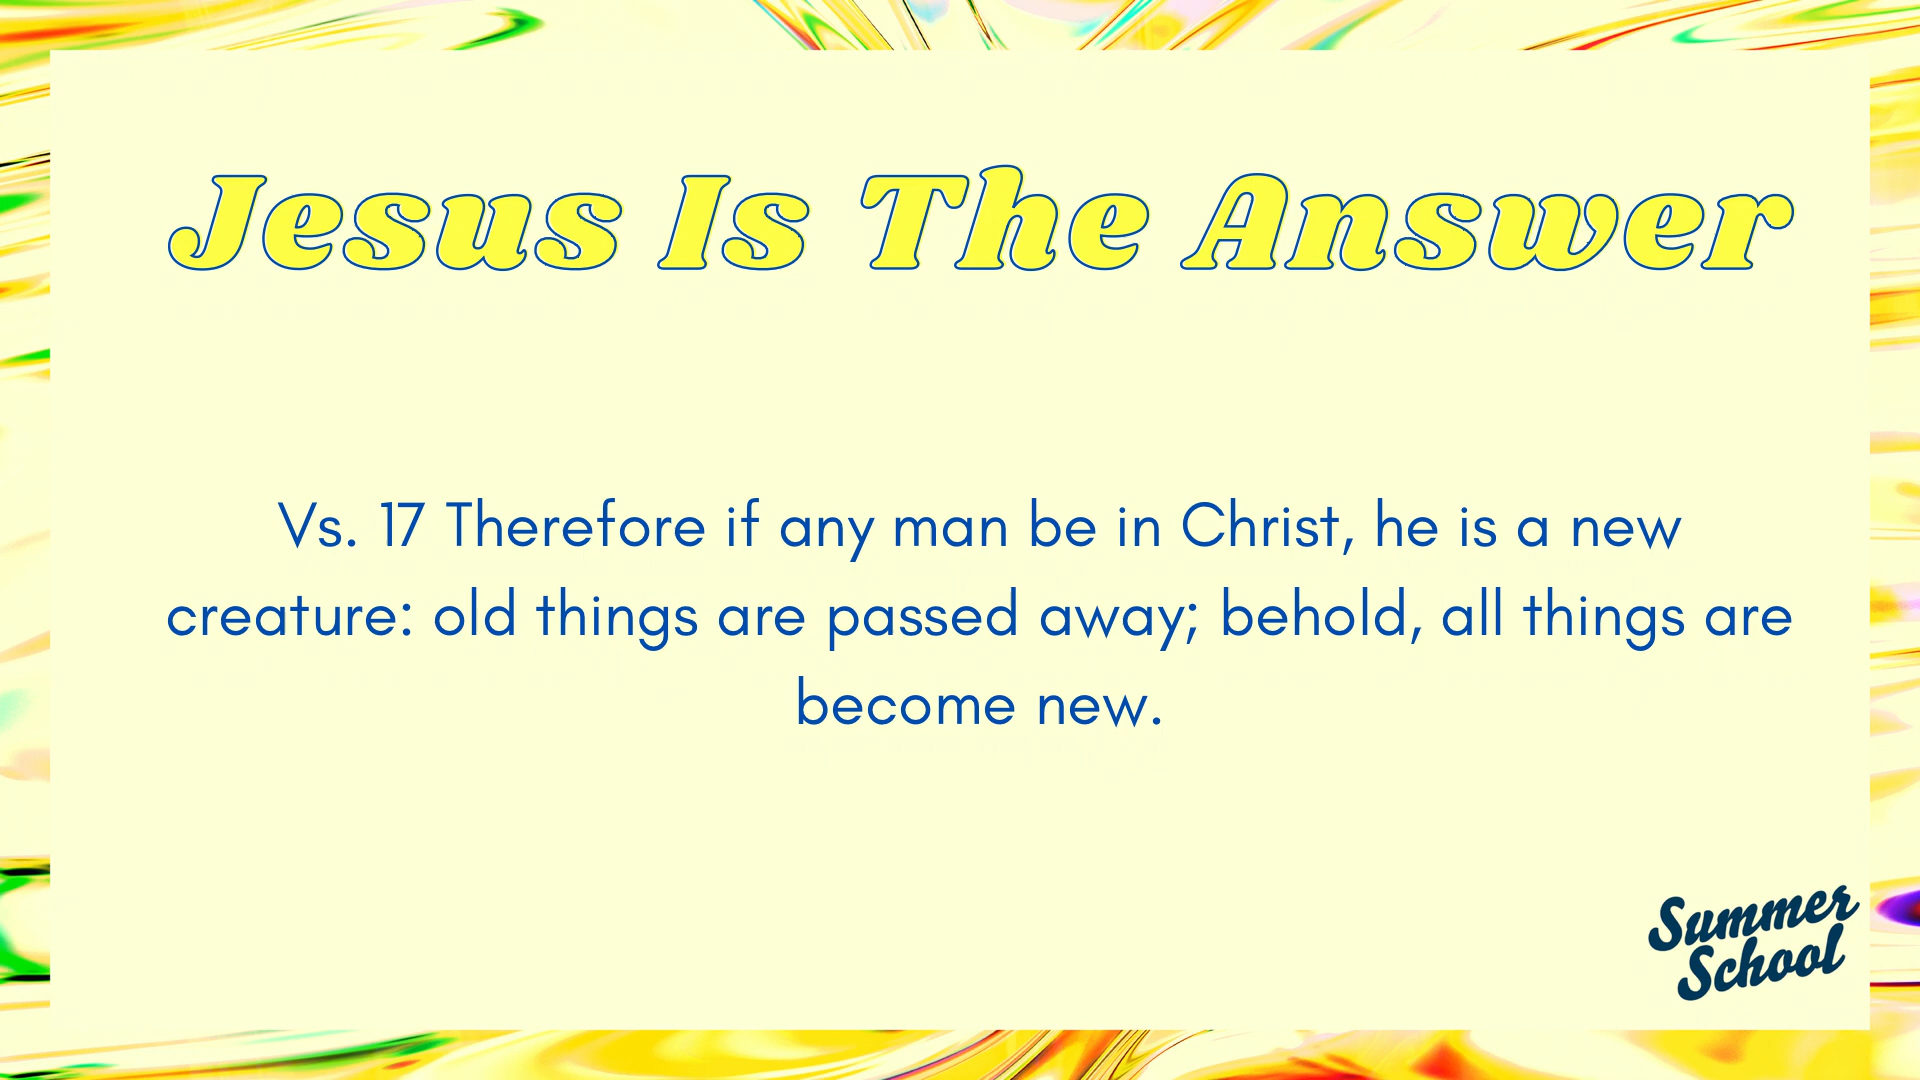 Jesus Is The Answer
Vs. 17 Therefore if any man be in Christ, he is a new
creature: old things are passed away; behold, all things are
become new.
Summer
School